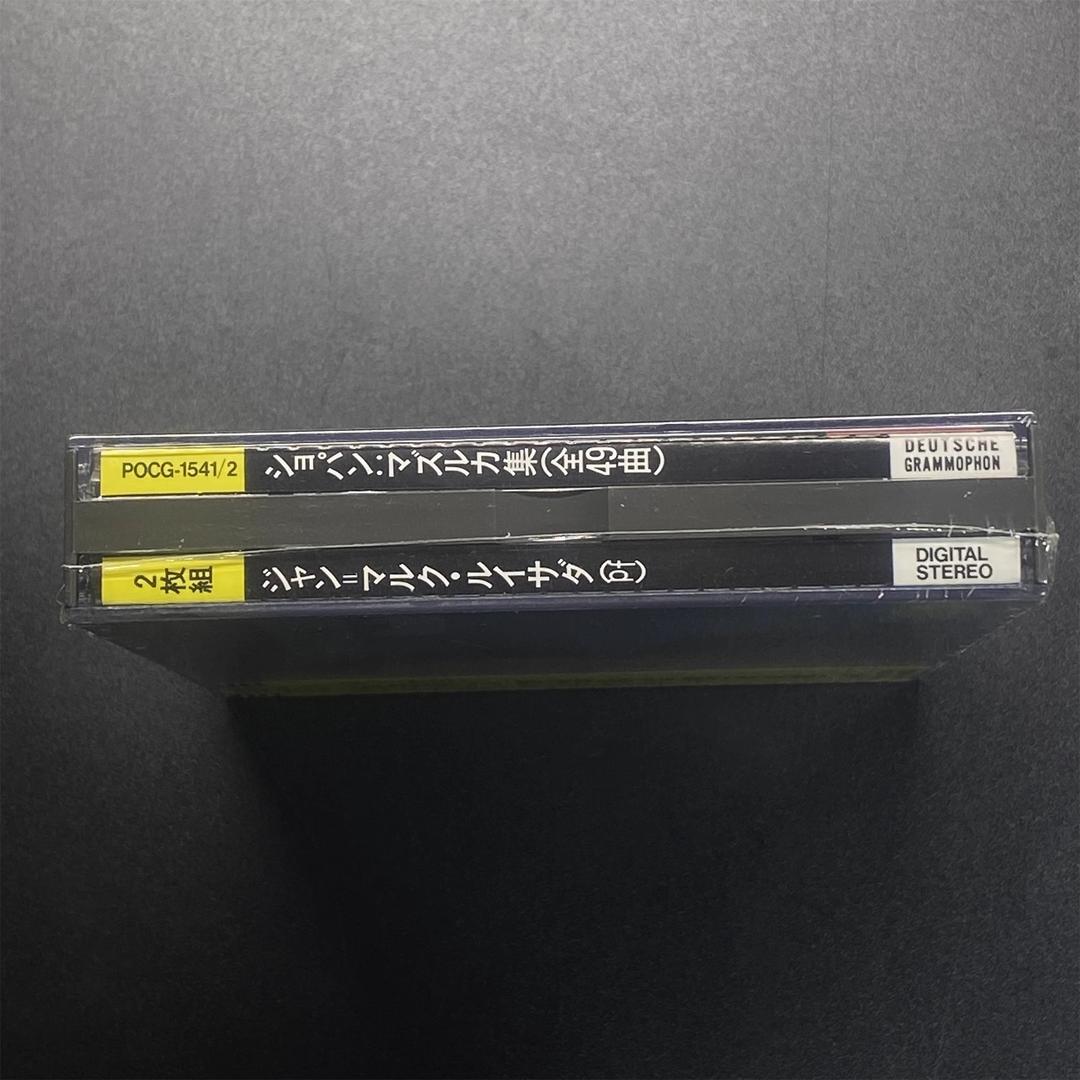 POCG-1541/2
ショパン:マズルカ集(全49曲)
DEUTSCHE
GRAMMOPHON
2枚組
ジャン=マルク・ルイサダ(pf)
DIGITAL
STEREO